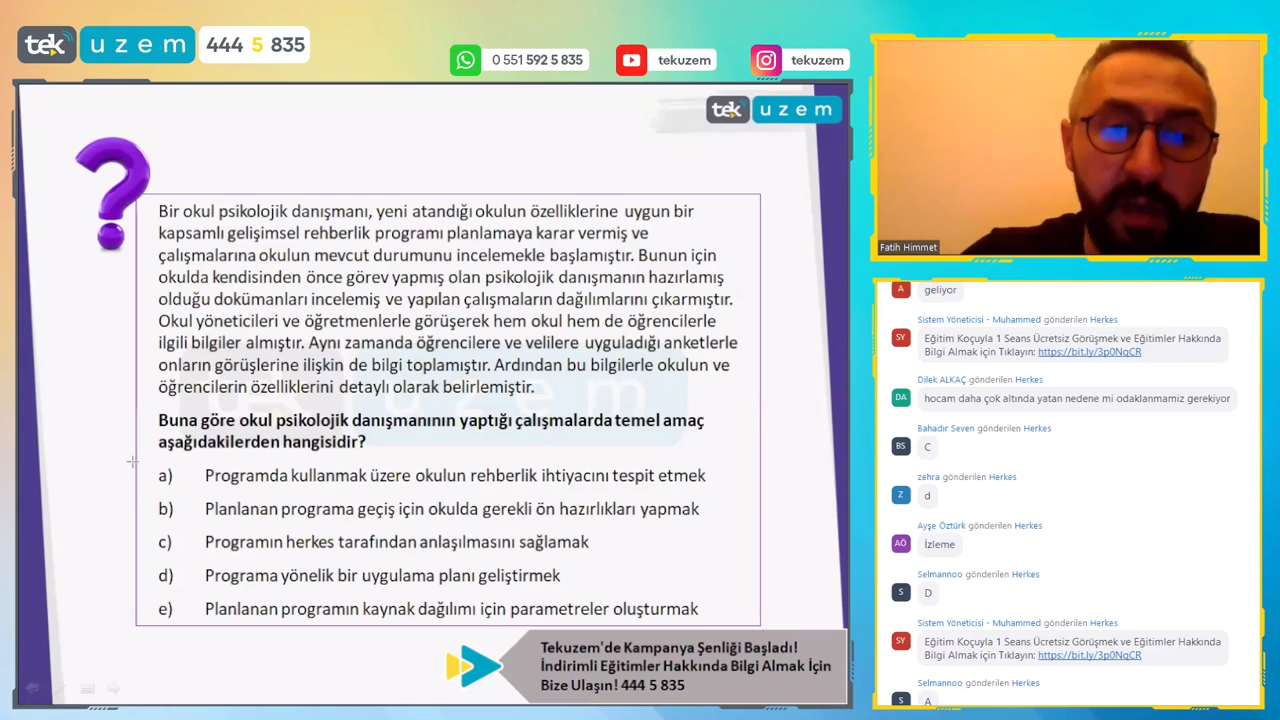 tek uzem 444 5 835
0 551 592 5 835
tekuzem
tekuzem
tek uzem
Bir okul psikolojik danışmanı, yeni atandığı okulun özelliklerine uygun bir
kapsamlı gelişimsel rehberlik programı planlamaya karar vermiş ve
çalışmalarına okulun mevcut durumunu incelemekle başlamıştır. Bunun için
okulda kendisinden önce görev yapmış olan psikolojik danışmanın hazırlamış
olduğu dokümanları incelemiş ve yapılan çalışmaların dağılımlarını çıkarmıştır.
Okul yöneticileri ve öğretmenlerle görüşerek hem okul hem de öğrencilerle
ilgili bilgiler almıştır. Aynı zamanda öğrencilere ve velilere uyguladığı anketlerle
onların görüşlerine ilişkin de bilgi toplamıştır. Ardından bu bilgilerle okulun ve
öğrencilerin özelliklerini detaylı olarak belirlemiştir.
Buna göre okul psikolojik danışmanının yaptığı çalışmalarda temel amaç
aşağıdakilerden hangisidir?
a) Programda kullanmak üzere okulun rehberlik ihtiyacını tespit etmek
b) Planlanan programa geçiş için okulda gerekli ön hazırlıkları yapmak
c) Programın herkes tarafından anlaşılmasını sağlamak
d) Programa yönelik bir uygulama planı geliştirmek
e) Planlanan programın kaynak dağılımı için parametreler oluşturmak
Tekuzem'de Kampanya Şenliği Başladı!
İndirimli Eğitimler Hakkında Bilgi Almak İçin
Bize Ulaşın! 444 5 835
Fatih Himmet
A geliyor
Sistem Yöneticisi - Muhammed gönderilen Herkes
SY Eğitim Koçuyla 1 Seans Ücretsiz Görüşmek ve Eğitimler Hakkında
Bilgi Almak için Tıklayın: https://bit.ly/3p0NqCR
Dilek ALKAÇ gönderilen Herkes
DA hocam daha çok altında yatan nedene mi odaklanmamiz gerekiyor
Bahadır Seven gönderilen Herkes
BS C
zehra gönderilen Herkes
Z d
Ayşe Öztürk gönderilen Herkes
AÖ İzleme
Selmannoo gönderilen Herkes
S D
Sistem Yöneticisi - Muhammed gönderilen Herkes
SY Eğitim Koçuyla 1 Seans Ücretsiz Görüşmek ve Eğitimler Hakkında
Bilgi Almak için Tıklayın: https://bit.ly/3p0NqCR
Selmannoo gönderilen Herkes
S A